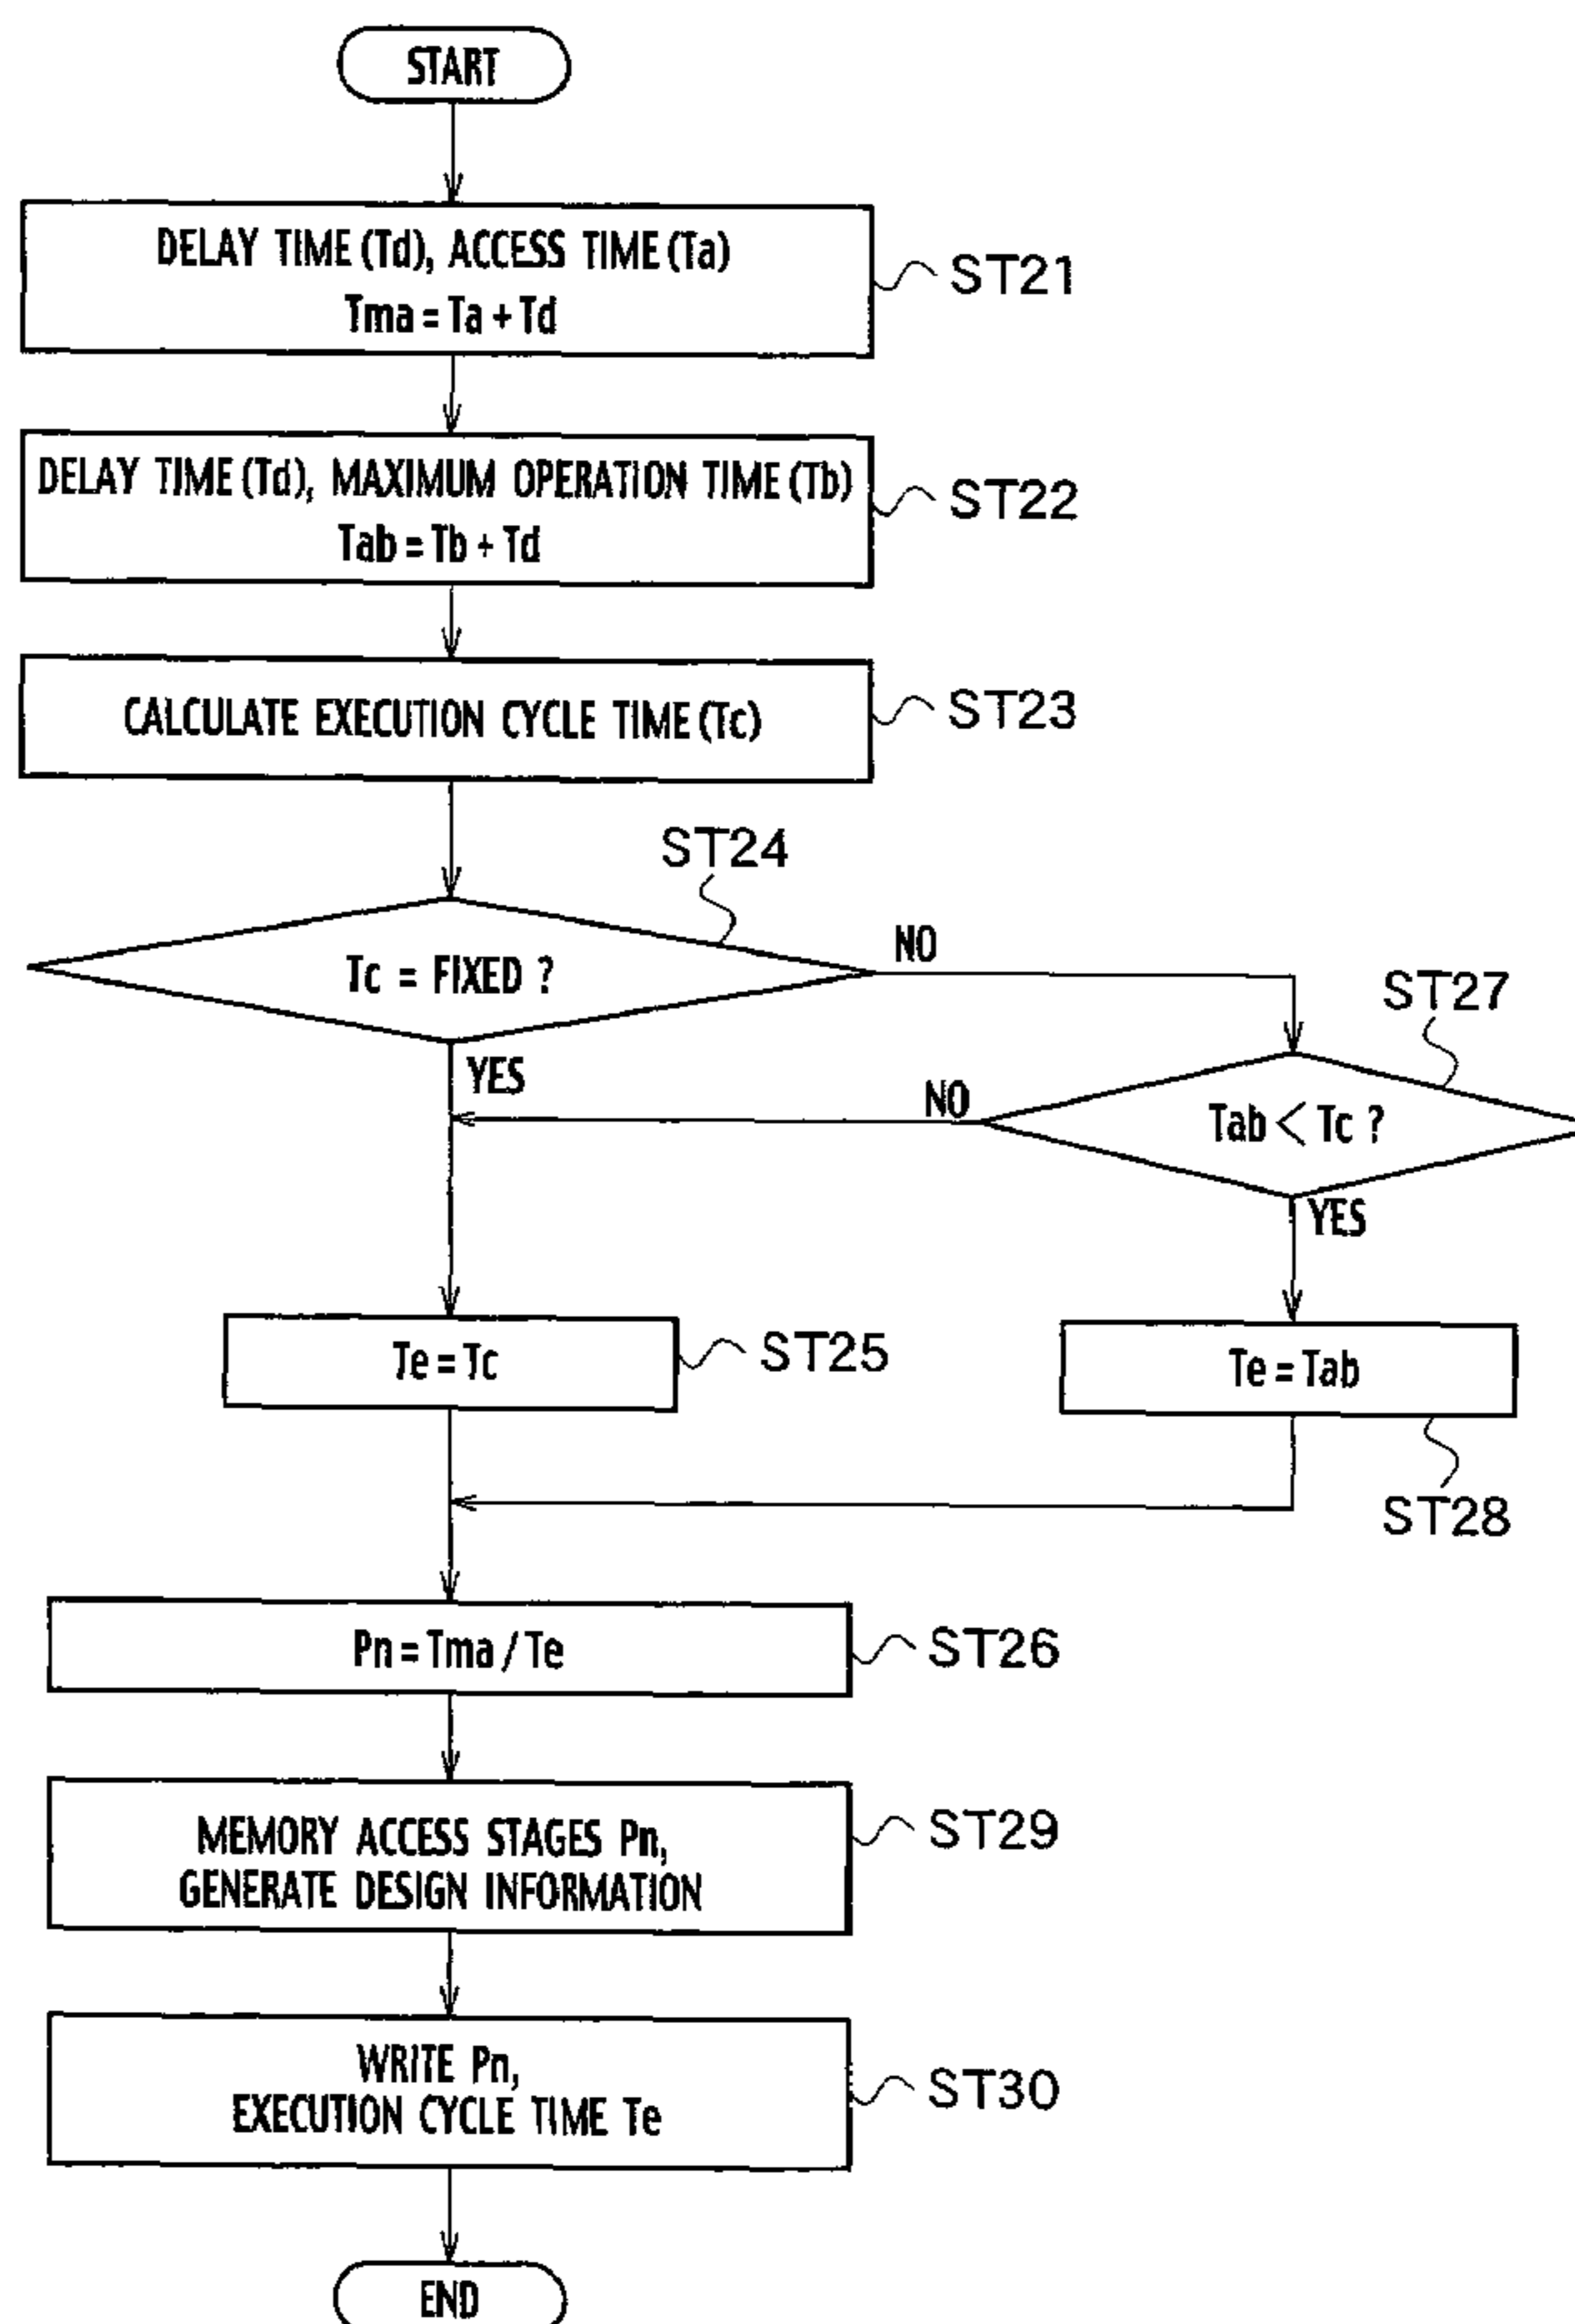 START
DELAY TIME (Td), ACCESS TIME (Ta)
Tma = Ta + Td
ST21
DELAY TIME (Td), MAXIMUM OPERATION TIME (Tb)
Tab = Tb + Td
ST22
CALCULATE EXECUTION CYCLE TIME (Tc)
ST23
ST24
Tc = FIXED ?
NO
YES
ST27
Tab < Tc ?
NO
YES
Te = Tc
ST25
Te = Tab
ST28
Pn = Tma / Te
ST26
MEMORY ACCESS STAGES Pn,
GENERATE DESIGN INFORMATION
ST29
WRITE Pn,
EXECUTION CYCLE TIME Te
ST30
END